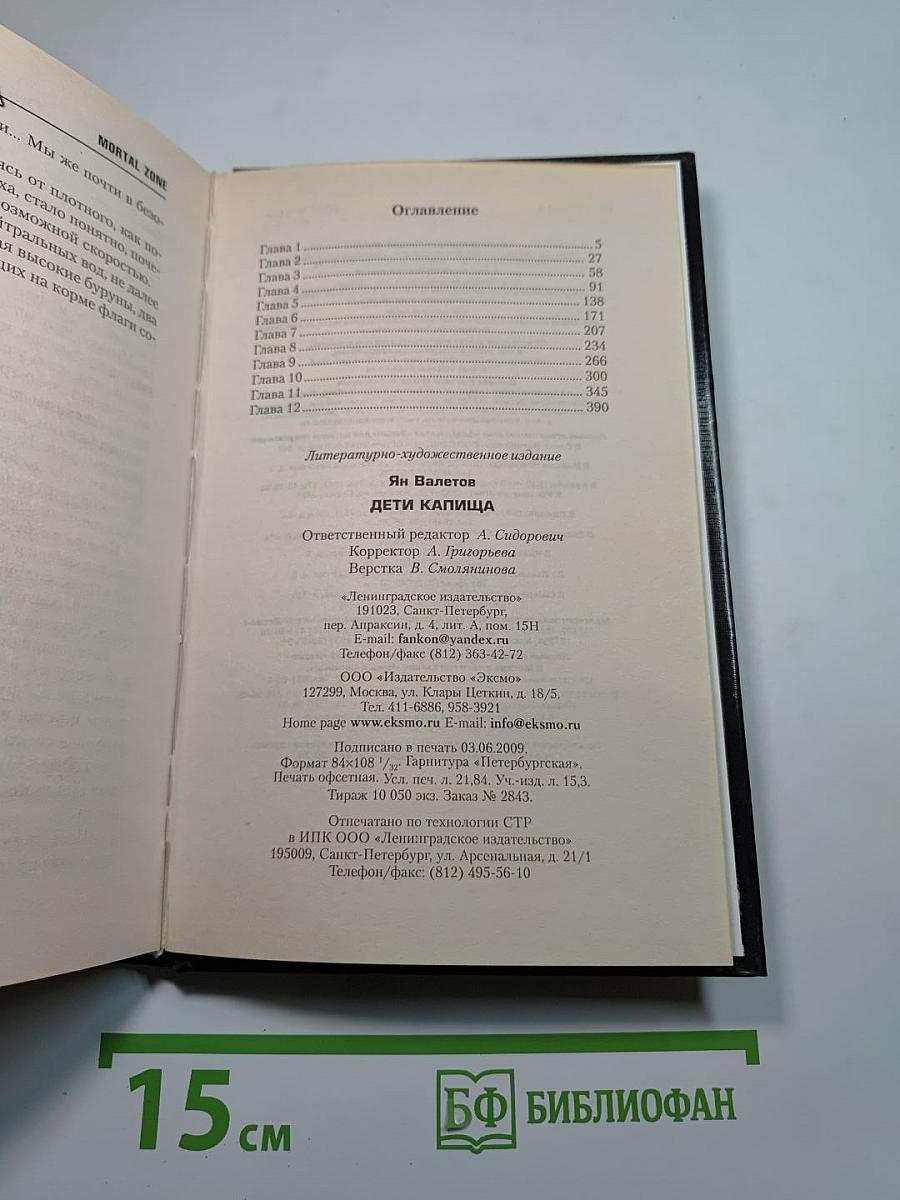 MORTAL ZONE
и... Мы же почти в безо-
ясь от плотного, как по-
ха, стало понятно, поче-
озможной скоростью.
йтральных вод, не далее
ая высокие буруны, два
щих на корме флаги со-
Оглавление
Глава 1 ........ 5
Глава 2 ........ 27
Глава 3 ........ 58
Глава 4 ........ 91
Глава 5 ........ 138
Глава 6 ........ 171
Глава 7 ........ 207
Глава 8 ........ 234
Глава 9 ........ 266
Глава 10 ........ 300
Глава 11 ........ 345
Глава 12 ........ 390
Литературно-художественное издание
Ян Валетов
ДЕТИ КАПИЩА
Ответственный редактор А. Сидорович
Корректор А. Григорьева
Верстка В. Смолянинова
«Ленинградское издательство»
191023, Санкт-Петербург,
пер. Апраксин, д. 4, лит. А, пом. 15Н
E-mail: fankon@yandex.ru
Телефон/факс (812) 363-42-72
ООО «Издательство «Эксмо»
127299, Москва, ул. Клары Цеткин, д. 18/5.
Тел. 411-6886, 958-3921
Home page www.eksmo.ru E-mail: info@eksmo.ru
Подписано в печать 03.06.2009.
Формат 84×108 1/32. Гарнитура «Петербургская».
Печать офсетная. Усл. печ. л. 21,84. Уч.-изд. л. 15,3.
Тираж 10 050 экз. Заказ № 2843.
Отпечатано по технологии CTP
в ИПК ООО «Ленинградское издательство»
195009, Санкт-Петербург, ул. Арсенальная, д. 21/1
Телефон/факс: (812) 495-56-10
15 см
БФ БИБЛИОФАН